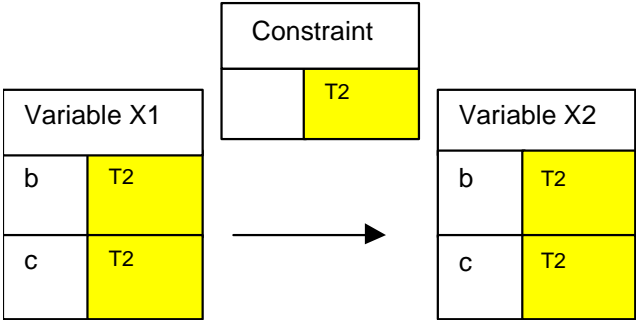 Constraint
T2
Variable X1
b T2
c T2
Variable X2
b T2
c T2